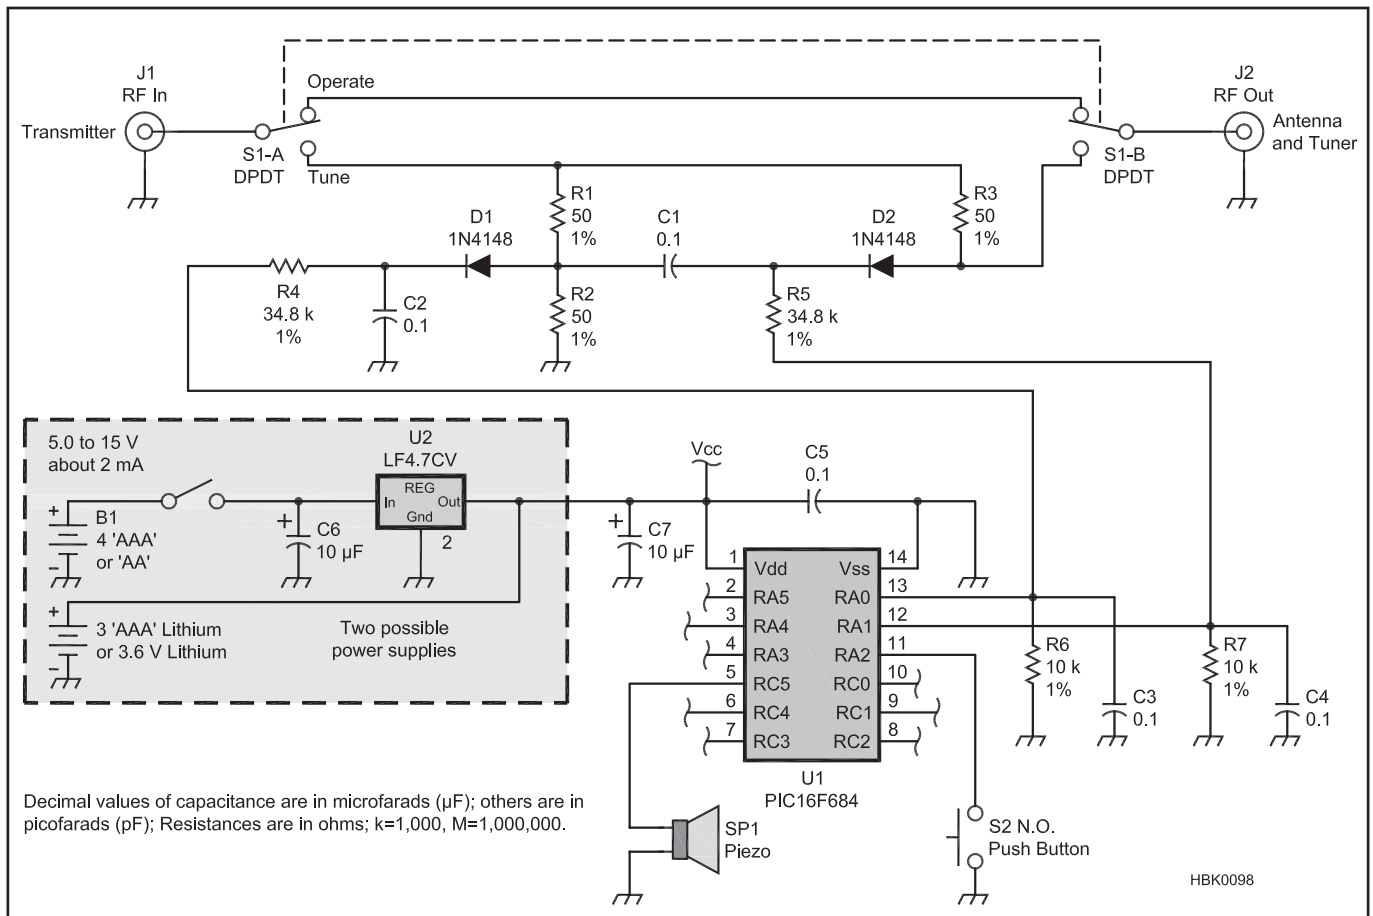 J1
RF In
Transmitter
S1-A
DPDT
Operate
Tune
J2
RF Out
Antenna
and Tuner
S1-B
DPDT
R1
50
1%
R3
50
1%
D1
1N4148
C1
0.1
D2
1N4148
R4
34.8 k
1%
C2
0.1
R2
50
1%
R5
34.8 k
1%
5.0 to 15 V
about 2 mA
U2
LF4.7CV
REG
In
Out
Gnd
2
+
B1
4 'AAA'
or 'AA'
-
+
C6
10 µF
+
3 'AAA' Lithium
or 3.6 V Lithium
-
Two possible
power supplies
+
C7
10 µF
Vcc
C5
0.1
1
Vdd
Vss
14
2
RA5
RA0
13
3
RA4
RA1
12
4
RA3
RA2
11
5
RC5
RC0
10
6
RC4
RC1
9
7
RC3
RC2
8
U1
PIC16F684
R6
10 k
1%
C3
0.1
R7
10 k
1%
C4
0.1
SP1
Piezo
S2 N.O.
Push Button
Decimal values of capacitance are in microfarads (µF); others are in
picofarads (pF); Resistances are in ohms; k=1,000, M=1,000,000.
HBK0098